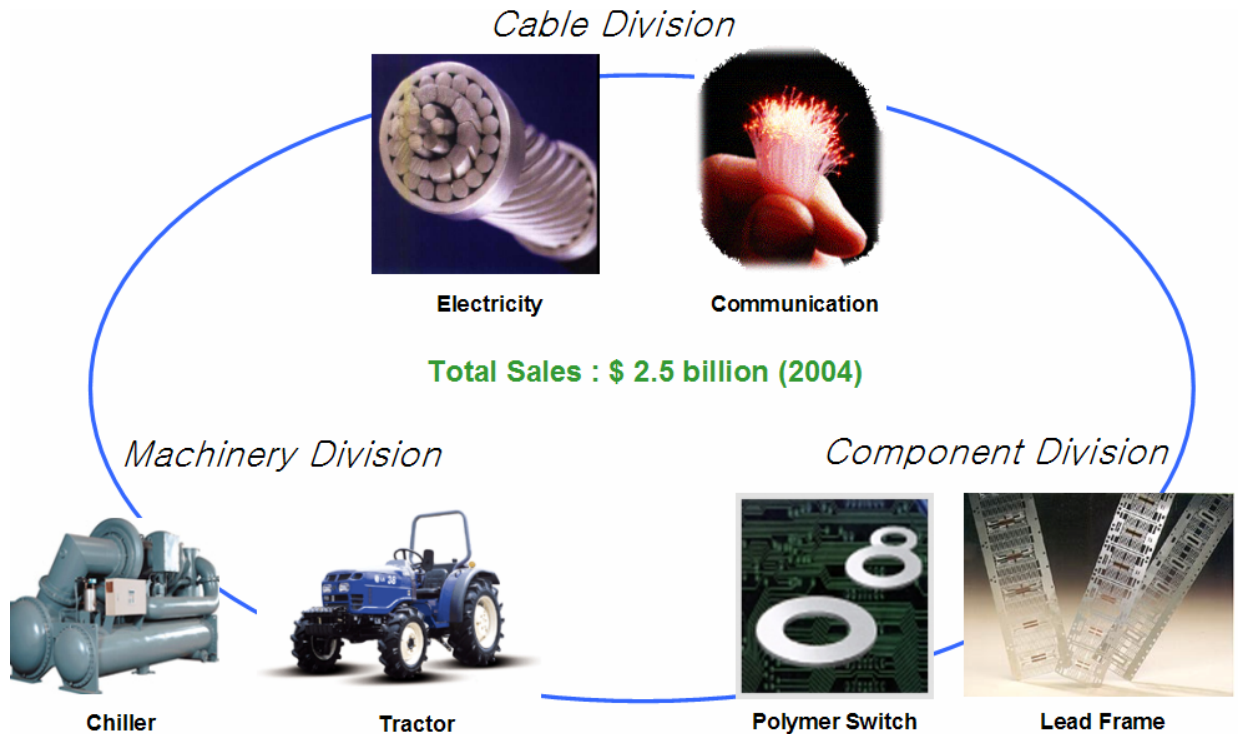 Cable Division
Electricity
Communication
Total Sales : $ 2.5 billion (2004)
Machinery Division
Component Division
Chiller
Tractor
Polymer Switch
Lead Frame